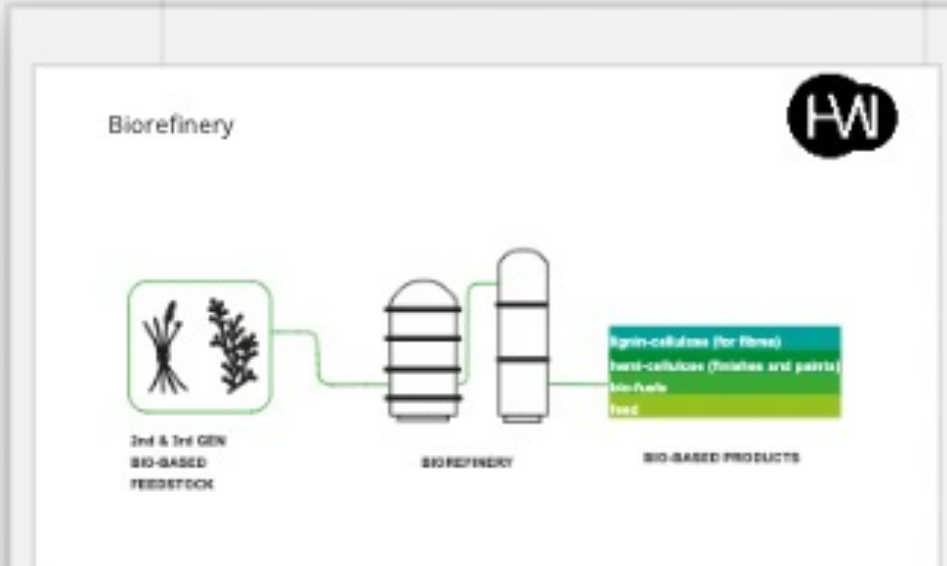 Biorefinery
HW
2nd & 3rd GEN
BIO-BASED
FEEDSTOCK
BIOREFINERY
lignin-cellulose (for fibres)
hemi-cellulose (finishes and paints)
bio-fuels
feed
BIO-BASED PRODUCTS